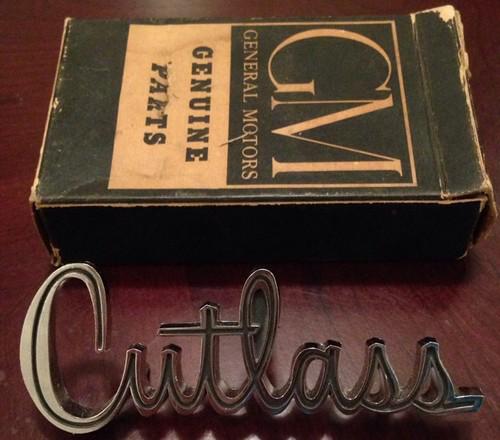 GM
GENERAL MOTORS
GENUINE
PARTS
Cutlass